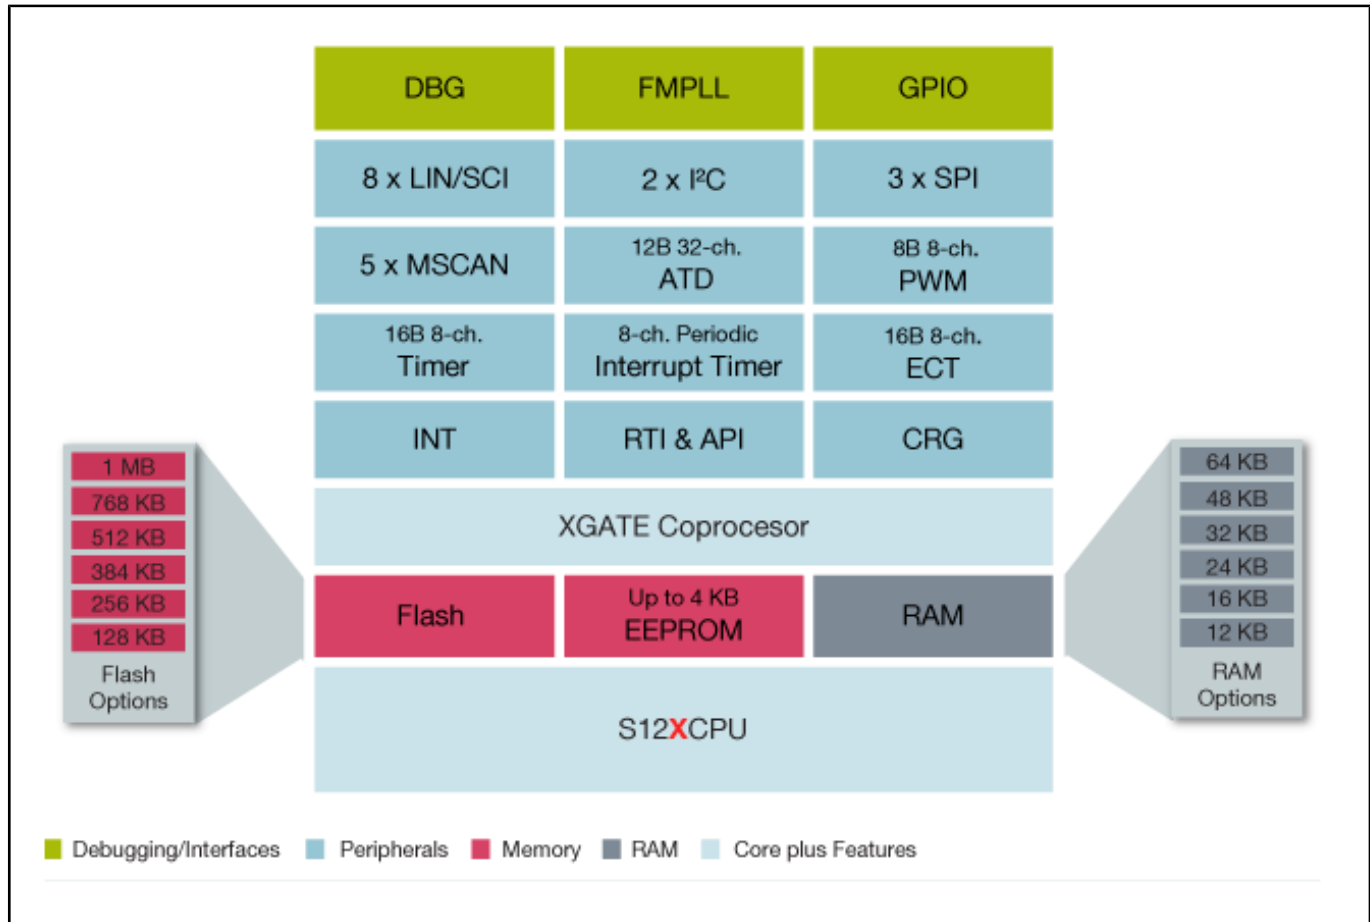 DBG
FMPLL
GPIO
8 x LIN/SCI
2 x I²C
3 x SPI
5 x MSCAN
12B 32-ch.
ATD
8B 8-ch.
PWM
16B 8-ch.
Timer
8-ch. Periodic
Interrupt Timer
16B 8-ch.
ECT
INT
RTI & API
CRG
XGATE Coprocesor
Flash
Up to 4 KB
EEPROM
RAM
S12XCPU
1 MB
768 KB
512 KB
384 KB
256 KB
128 KB
Flash
Options
64 KB
48 KB
32 KB
24 KB
16 KB
12 KB
RAM
Options
Debugging/Interfaces
Peripherals
Memory
RAM
Core plus Features